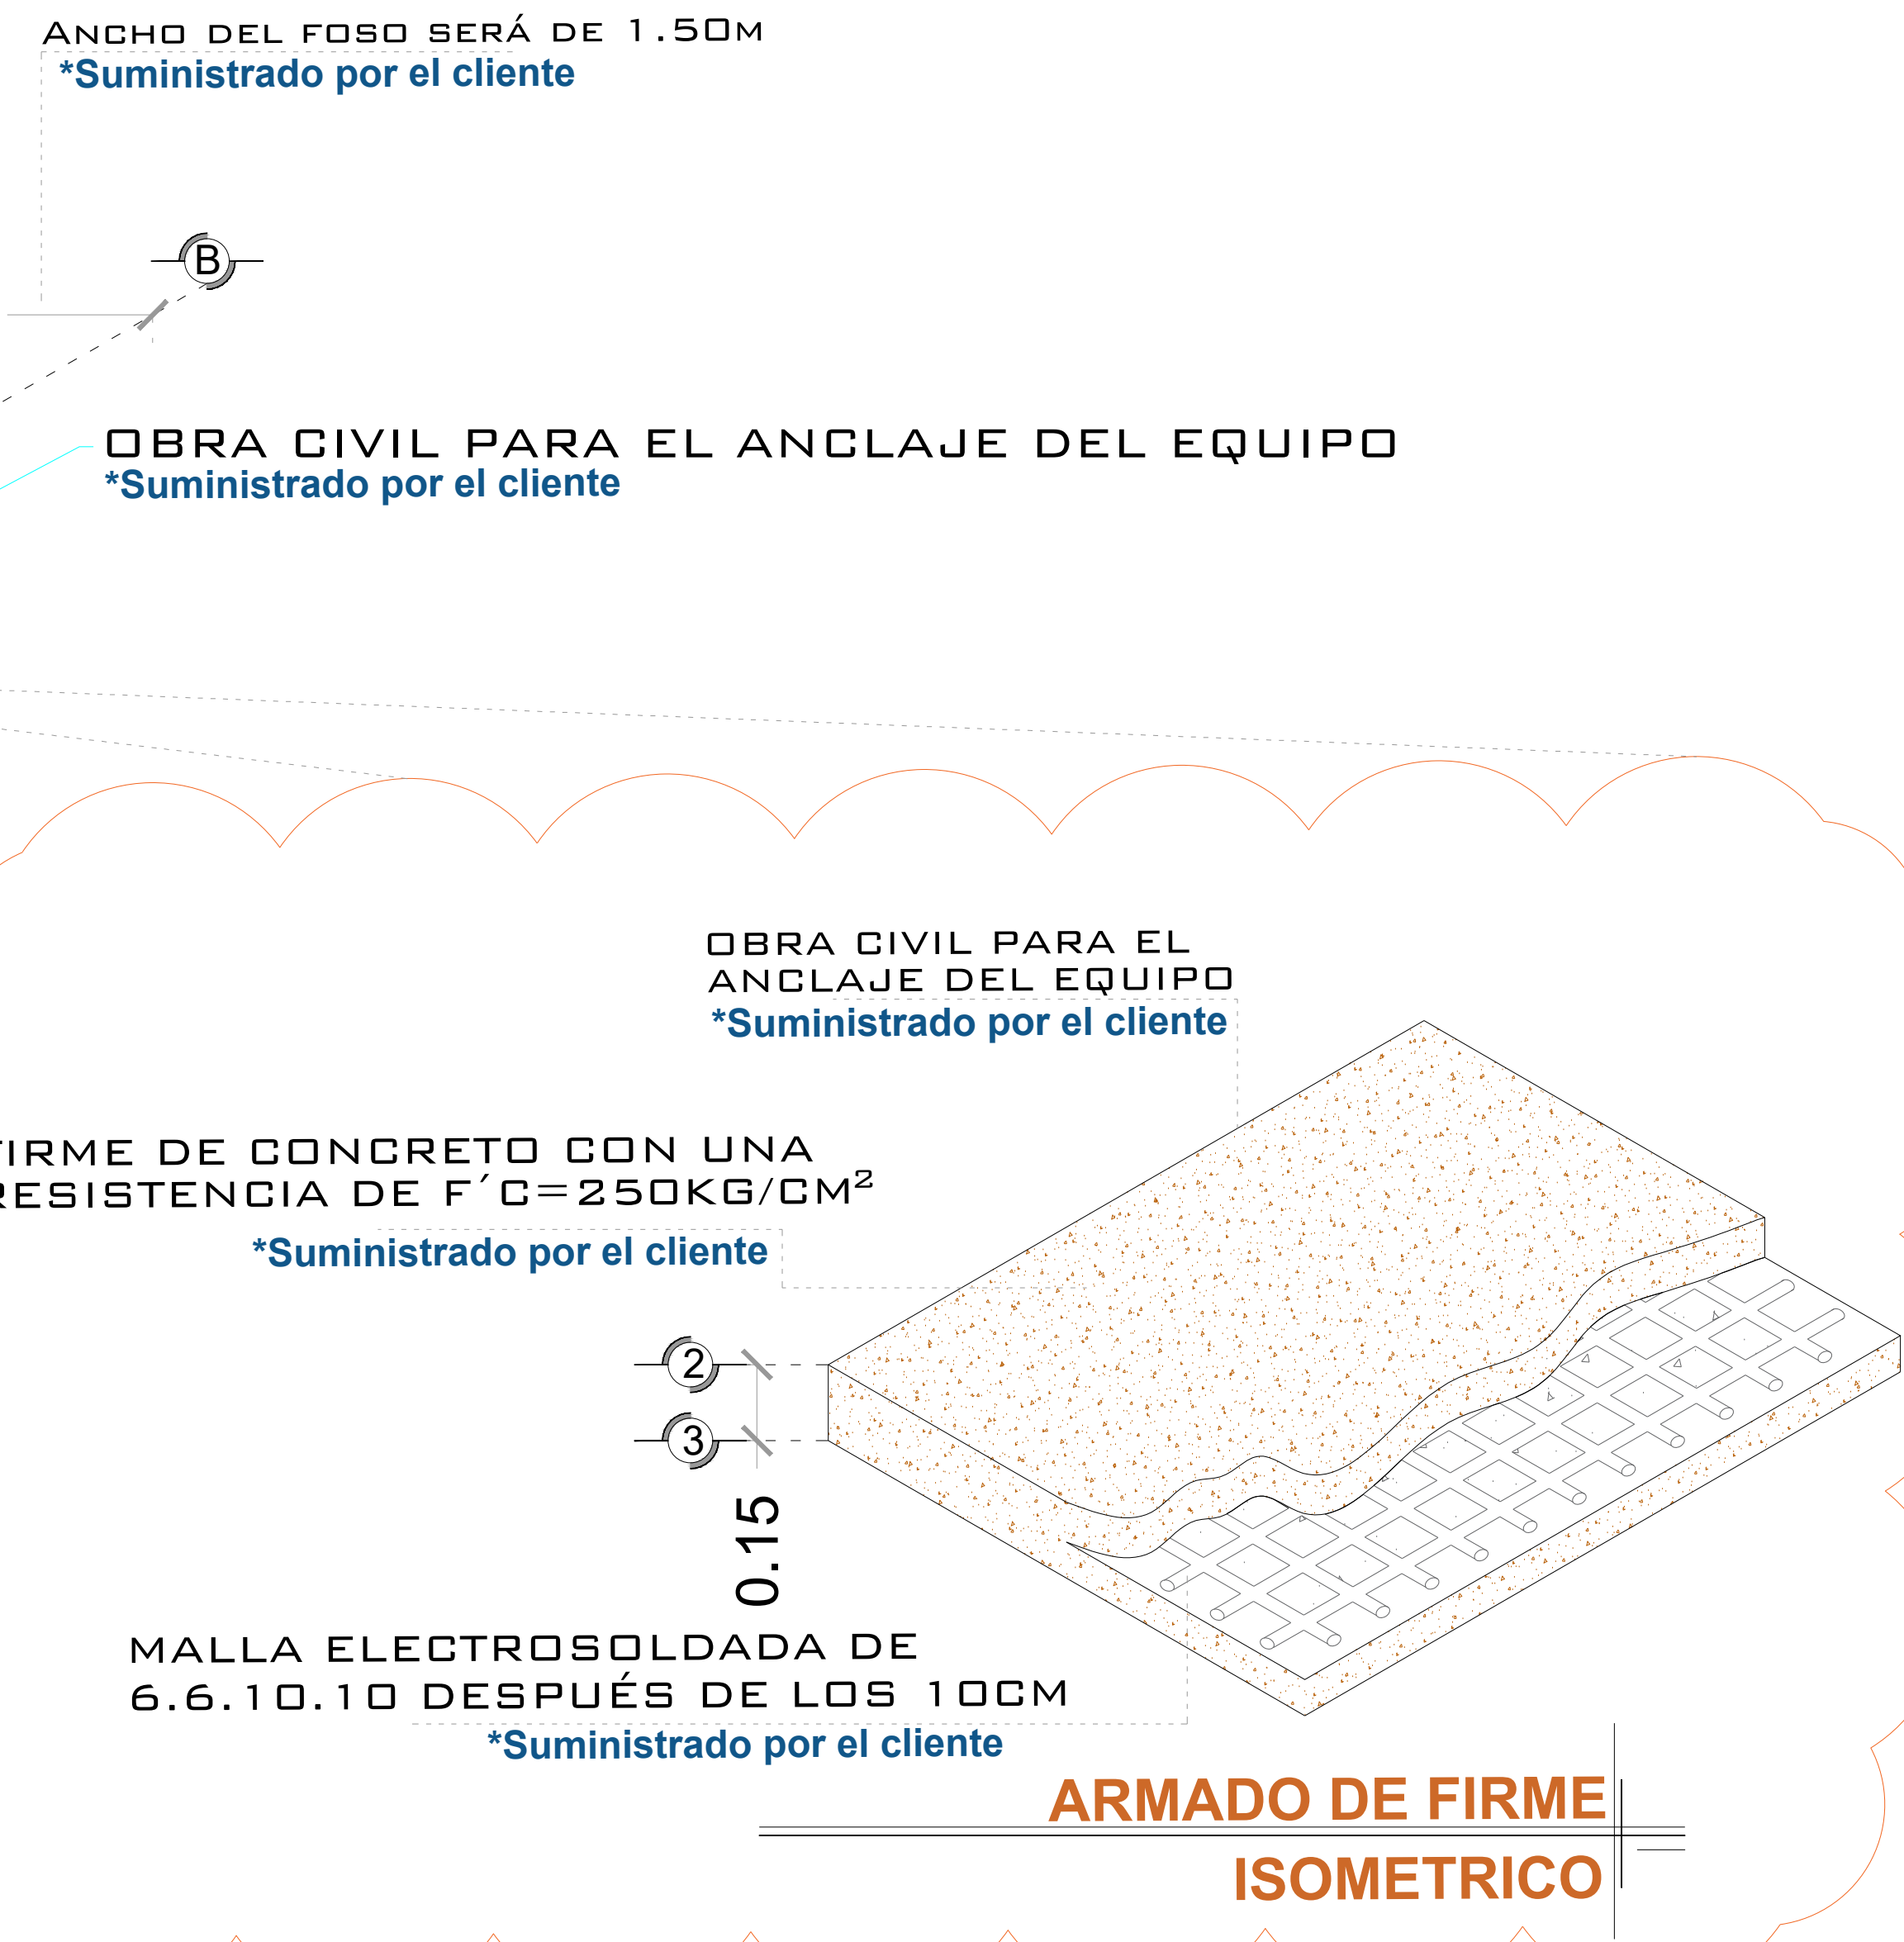 Ancho del foso será de 1.50m
*Suministrado por el cliente
B
OBRA CIVIL PARA EL ANCLAJE DEL EQUIPO
*Suministrado por el cliente
OBRA CIVIL PARA EL
ANCLAJE DEL EQUIPO
*Suministrado por el cliente
FIRME DE CONCRETO CON UNA
RESISTENCIA DE F´C=250KG/CM²
*Suministrado por el cliente
2
3
0.15
MALLA ELECTROSOLDADA DE
6.6.10.10 DESPUÉS DE LOS 10CM
*Suministrado por el cliente
ARMADO DE FIRME
ISOMETRICO